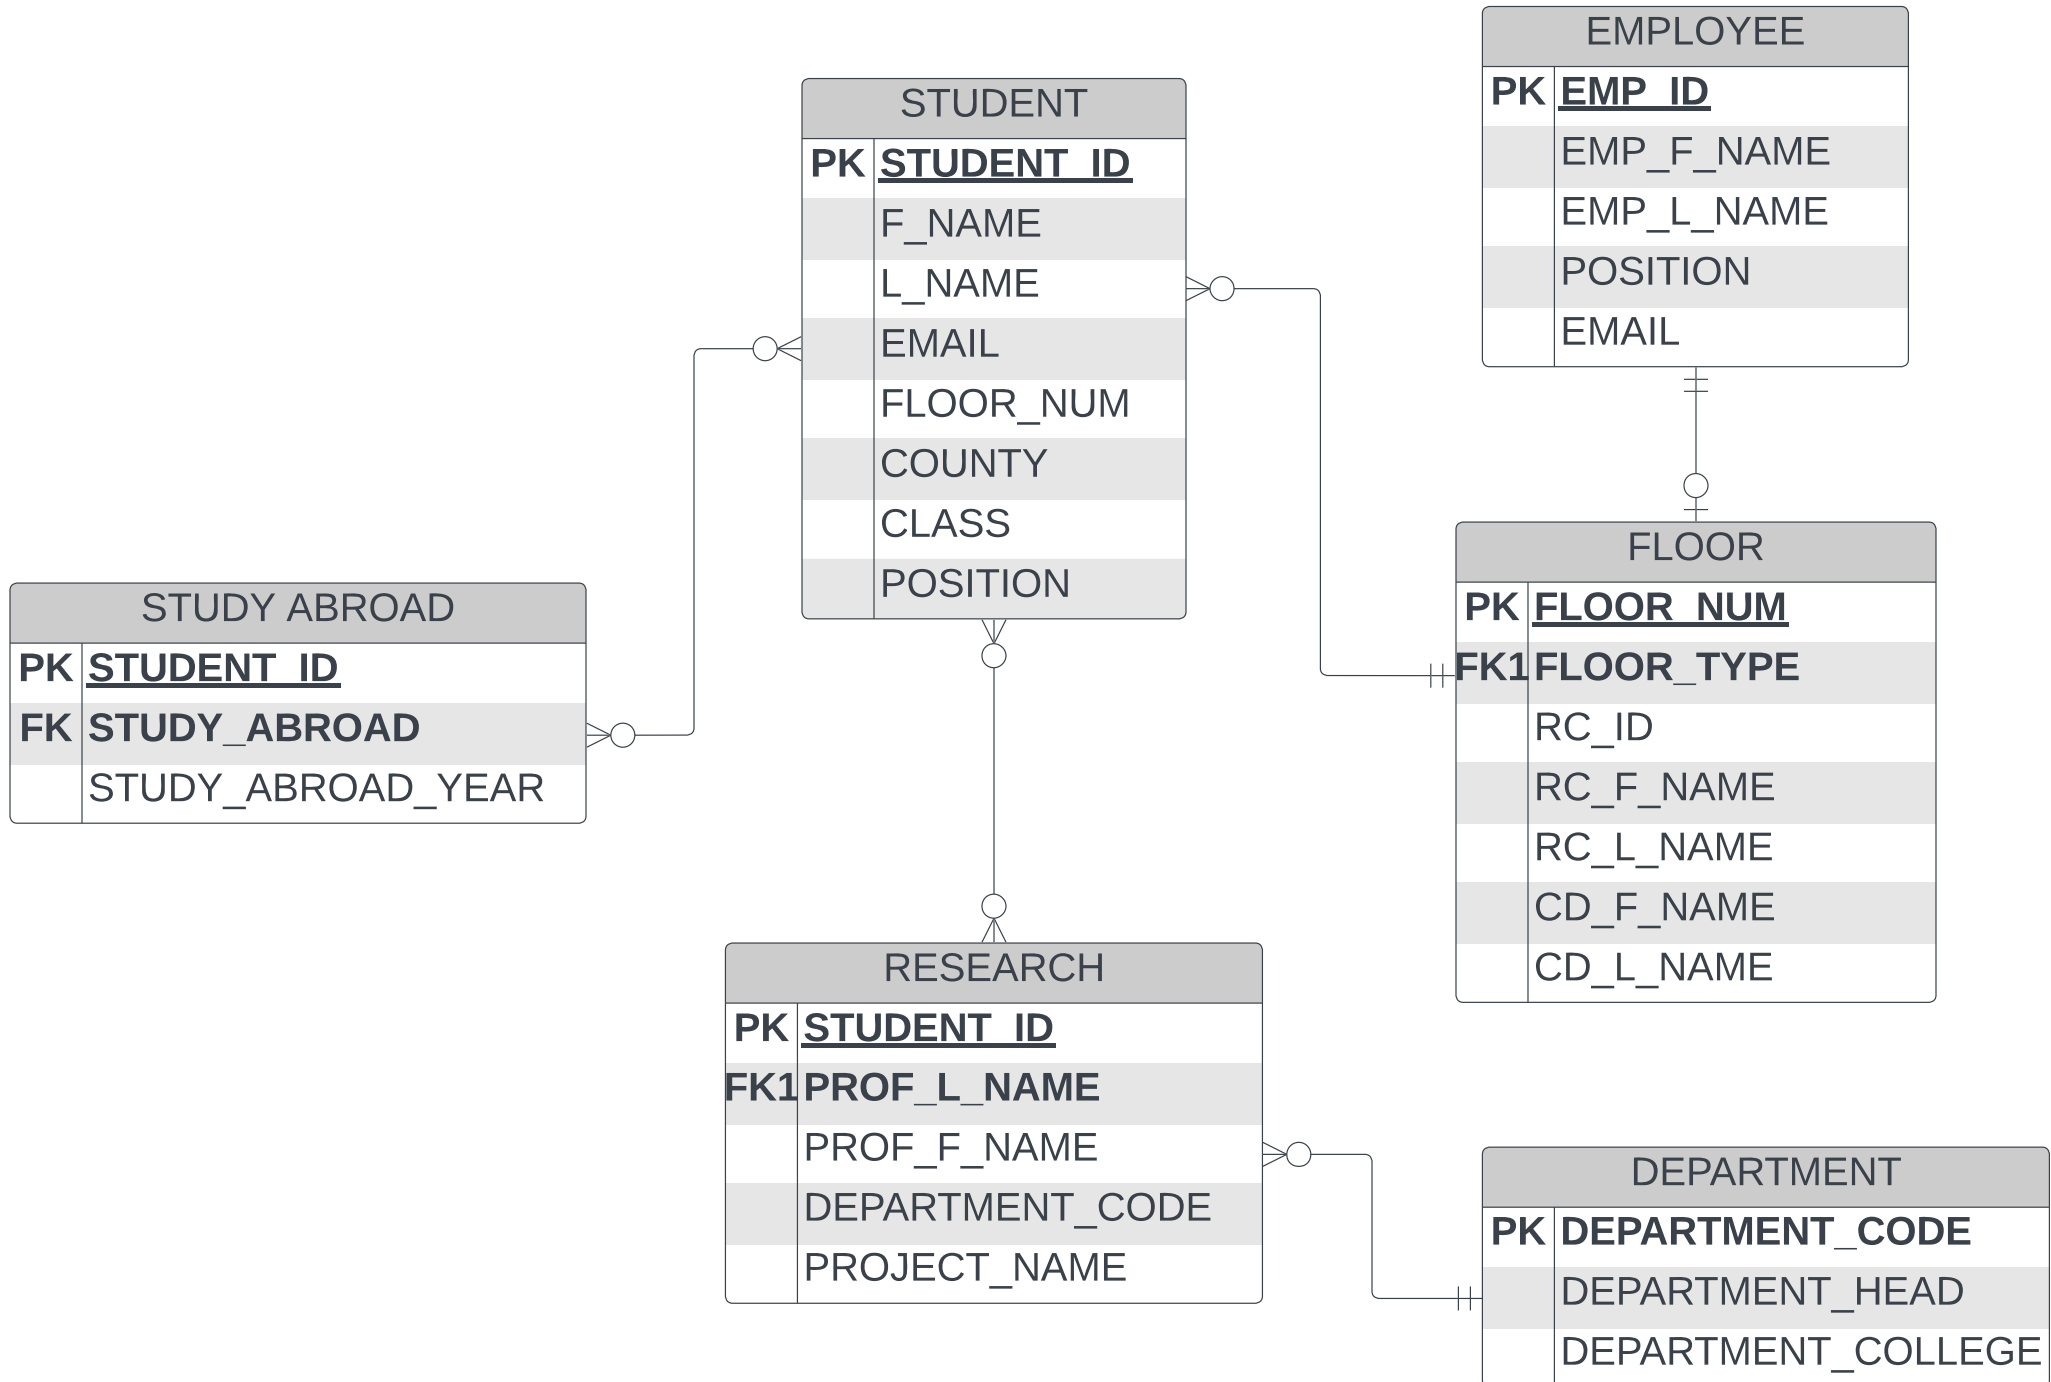 EMPLOYEE
PK EMP_ID
EMP_F_NAME
EMP_L_NAME
POSITION
EMAIL
STUDENT
PK STUDENT_ID
F_NAME
L_NAME
EMAIL
FLOOR_NUM
COUNTY
CLASS
POSITION
FLOOR
PK FLOOR_NUM
FK1 FLOOR_TYPE
RC_ID
RC_F_NAME
RC_L_NAME
CD_F_NAME
CD_L_NAME
STUDY ABROAD
PK STUDENT_ID
FK STUDY_ABROAD
STUDY_ABROAD_YEAR
RESEARCH
PK STUDENT_ID
FK1 PROF_L_NAME
PROF_F_NAME
DEPARTMENT_CODE
PROJECT_NAME
DEPARTMENT
PK DEPARTMENT_CODE
DEPARTMENT_HEAD
DEPARTMENT_COLLEGE